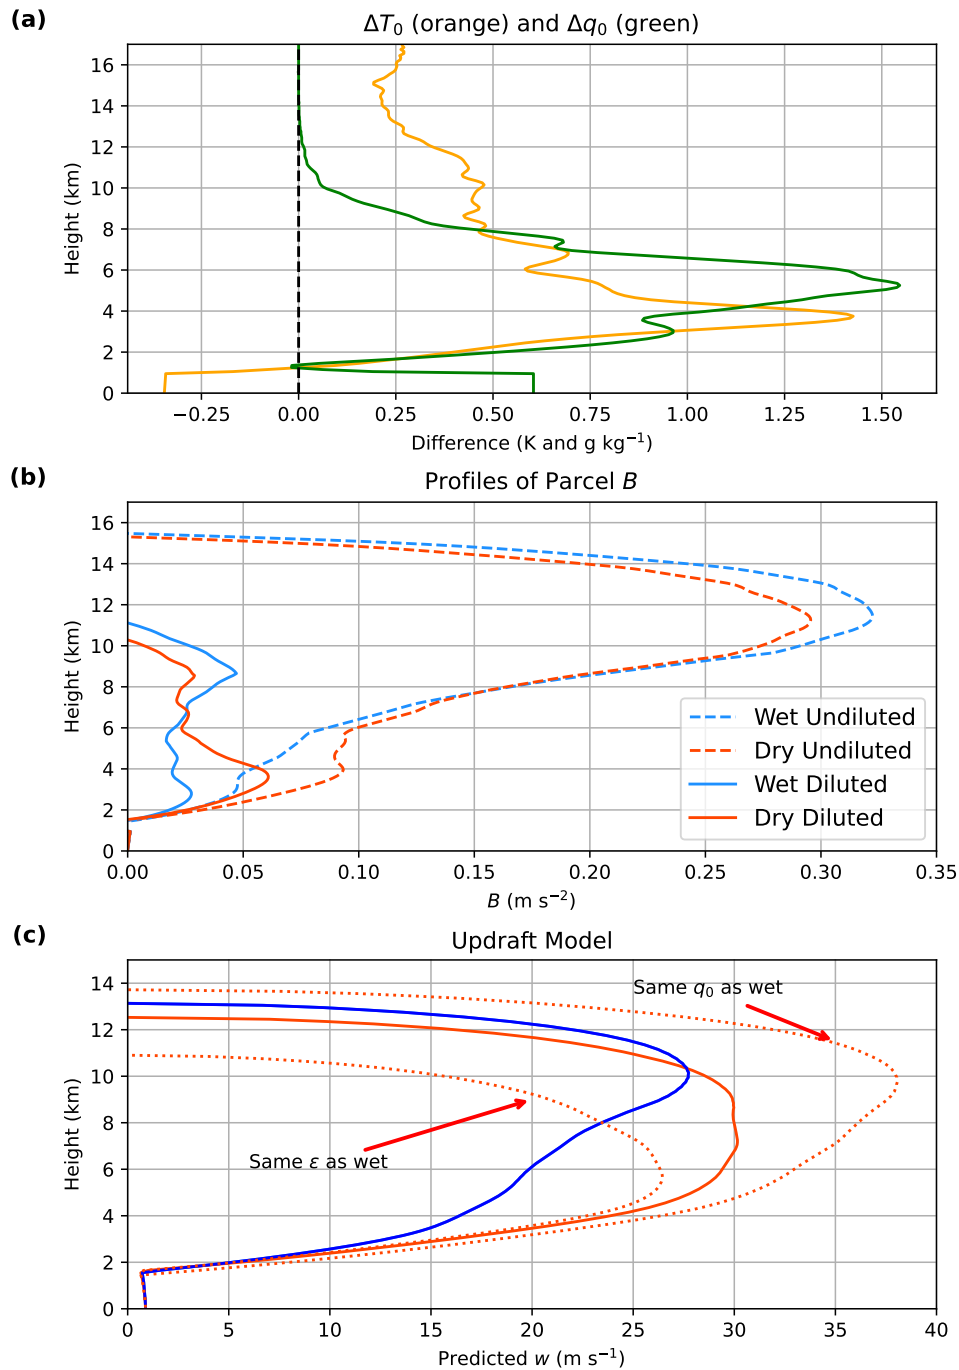 (a)
ΔT₀ (orange) and Δq₀ (green)
16
14
12
10
8
6
4
2
0
Height (km)
−0.25 0.00 0.25 0.50 0.75 1.00 1.25 1.50
Difference (K and g kg⁻¹)
(b)
Profiles of Parcel B
16
14
12
10
8
6
4
2
0
Height (km)
Wet Undiluted
Dry Undiluted
Wet Diluted
Dry Diluted
0.00 0.05 0.10 0.15 0.20 0.25 0.30 0.35
B (m s⁻²)
(c)
Updraft Model
14
12
10
8
6
4
2
0
Height (km)
Same q₀ as wet
Same ε as wet
0 5 10 15 20 25 30 35 40
Predicted w (m s⁻¹)